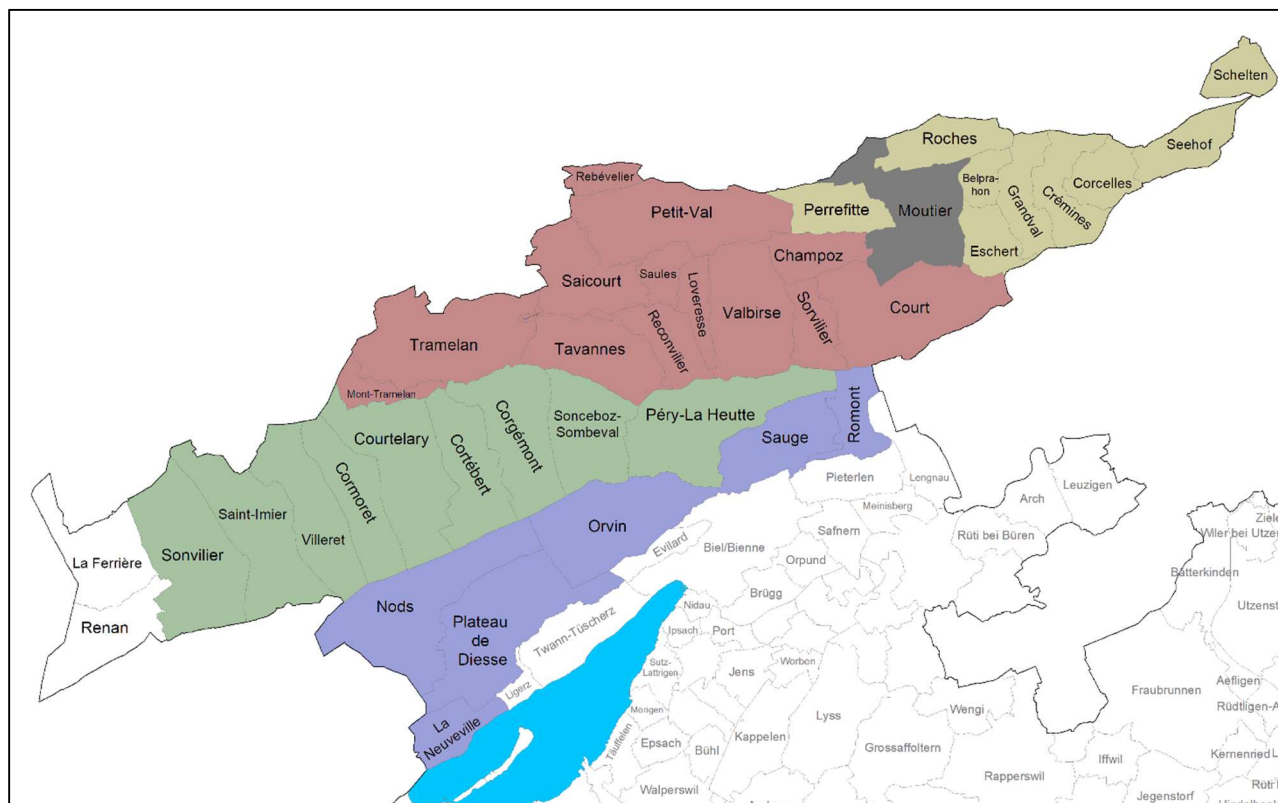 Schelten
Roches
Seehof
Rebévelier
Belpra-
hon
Corcelles
Petit-Val
Perrefitte
Moutier
Grandval
Crémines
Eschert
Champoz
Saicourt
Saules
Loveresse
Valbirse
Sorvilier
Court
Tramelan
Tavannes
Reconvilier
Mont-Tramelan
Sonceboz-
Sombeval
Péry-La Heutte
Romont
Courtelary
Corgémont
Cortébert
Sauge
Cormoret
Pieterlen
Lengnau
Leuzigen
Arch
Saint-Imier
Villeret
Meinisberg
Orvin
Safnern
Rüti bei Büren
Sonvilier
Evilard
Biel/Bienne
Orpund
La Ferrière
Wiler bei Utzen
Bätterkinden
Nods
Brügg
Nidau
Utzenst
Renan
Plateau
de
Diesse
Twann-Tüscherz
Ipsach
Port
Sutz-
Lattrigen
Jens
Worben
Ligerz
Aefligen
Fraubrunnen
Rüdtligen-A
La
Neuveville
Mörigen
Lyss
Wengi
Täuffelen
Epsach
Bühl
Kappelen
Grossaffoltern
Iffwil
Kernenried
Rapperswil
Walperswil
Jegenstorf
Rüti